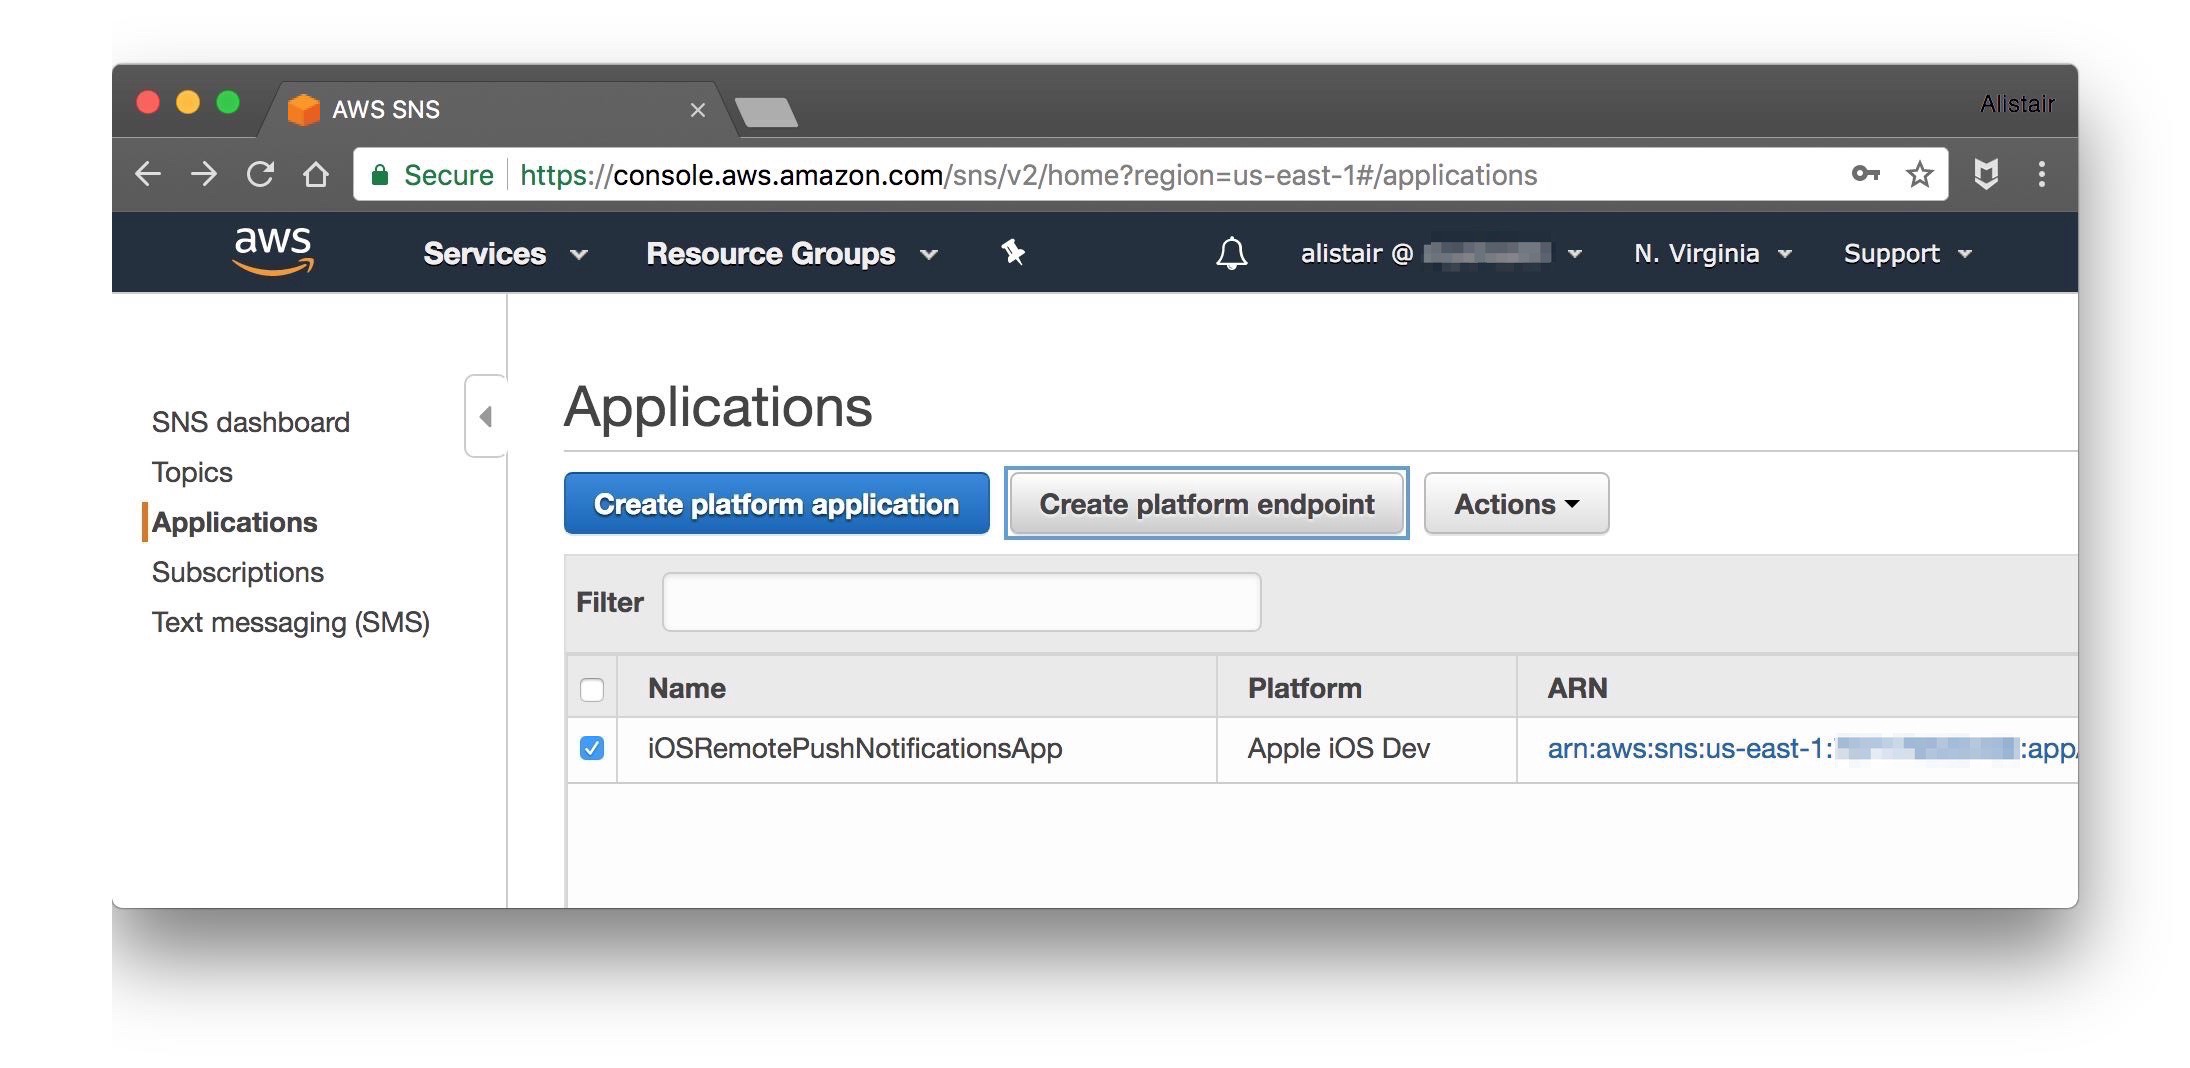 AWS SNS
Alistair
Secure https://console.aws.amazon.com/sns/v2/home?region=us-east-1#/applications
aws Services Resource Groups alistair @ N. Virginia Support
SNS dashboard
Topics
Applications
Subscriptions
Text messaging (SMS)
Applications
Create platform application Create platform endpoint Actions
Filter
Name Platform ARN
iOSRemotePushNotificationsApp Apple iOS Dev arn:aws:sns:us-east-1: :app